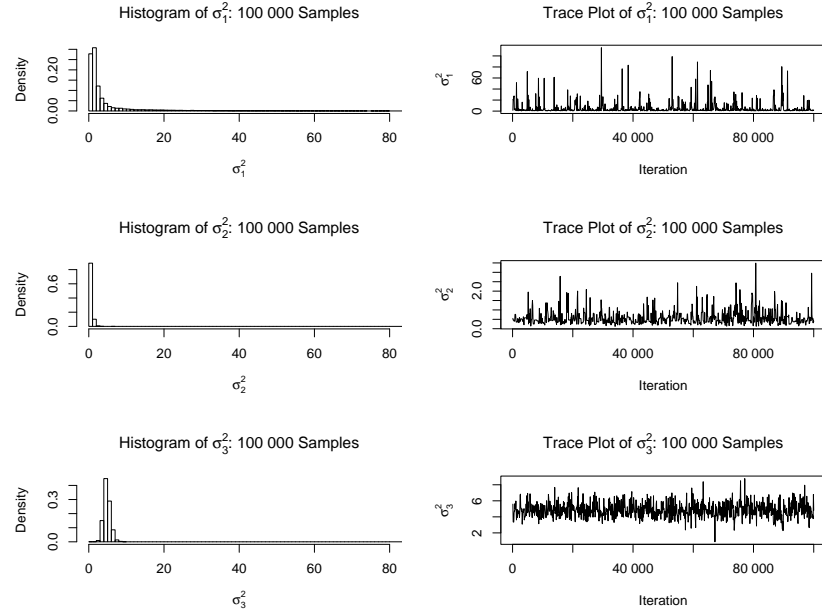 Histogram of σ₁²: 100 000 Samples
Density
0.00 0.20
0 20 40 60 80
σ₁²
Trace Plot of σ₁²: 100 000 Samples
σ₁²
0 60
0 40 000 80 000
Iteration
Histogram of σ₂²: 100 000 Samples
Density
0.0 0.6
0 20 40 60 80
σ₂²
Trace Plot of σ₂²: 100 000 Samples
σ₂²
0.0 2.0
0 40 000 80 000
Iteration
Histogram of σ₃²: 100 000 Samples
Density
0.0 0.3
0 20 40 60 80
σ₃²
Trace Plot of σ₃²: 100 000 Samples
σ₃²
2 6
0 40 000 80 000
Iteration